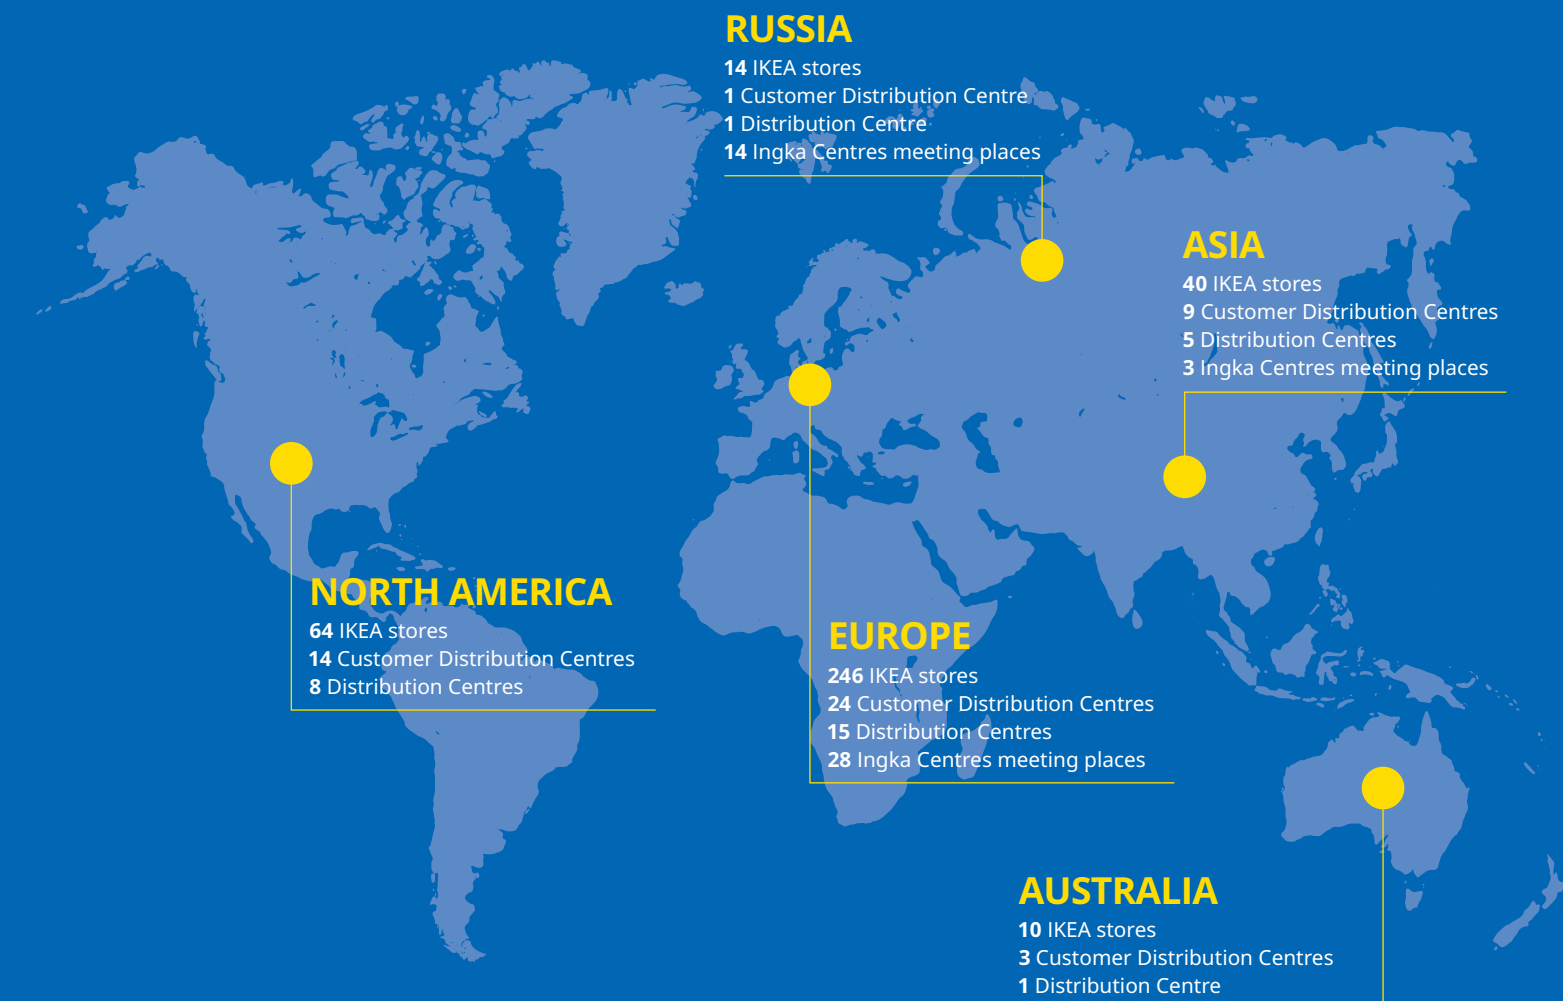 RUSSIA
14 IKEA stores
1 Customer Distribution Centre
1 Distribution Centre
14 Ingka Centres meeting places
ASIA
40 IKEA stores
9 Customer Distribution Centres
5 Distribution Centres
3 Ingka Centres meeting places
NORTH AMERICA
64 IKEA stores
14 Customer Distribution Centres
8 Distribution Centres
EUROPE
246 IKEA stores
24 Customer Distribution Centres
15 Distribution Centres
28 Ingka Centres meeting places
AUSTRALIA
10 IKEA stores
3 Customer Distribution Centres
1 Distribution Centre